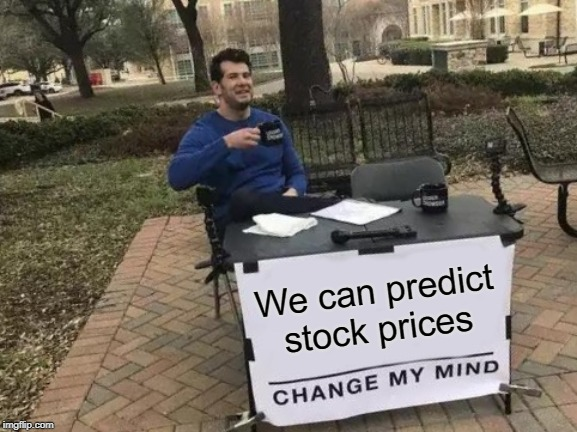 We can predict
stock prices
CHANGE MY MIND
imgflip.com